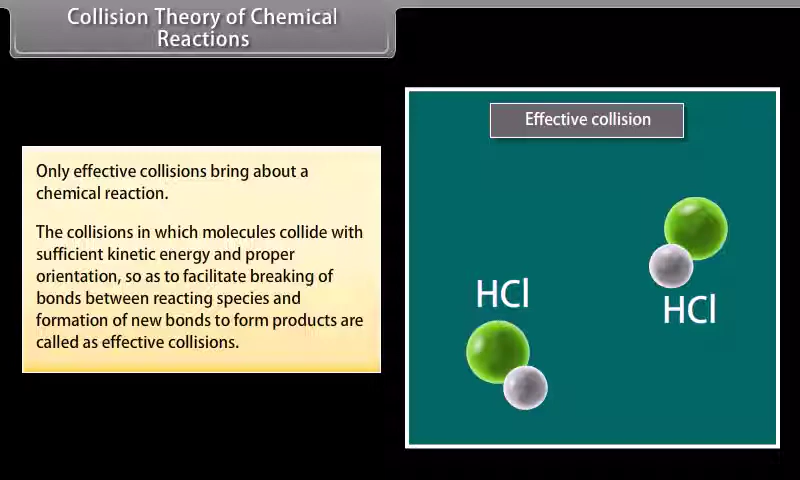 Collision Theory of Chemical
Reactions
Effective collision
Only effective collisions bring about a
chemical reaction.
The collisions in which molecules collide with
sufficient kinetic energy and proper
orientation, so as to facilitate breaking of
bonds between reacting species and
formation of new bonds to form products are
called as effective collisions.
HCl
HCl